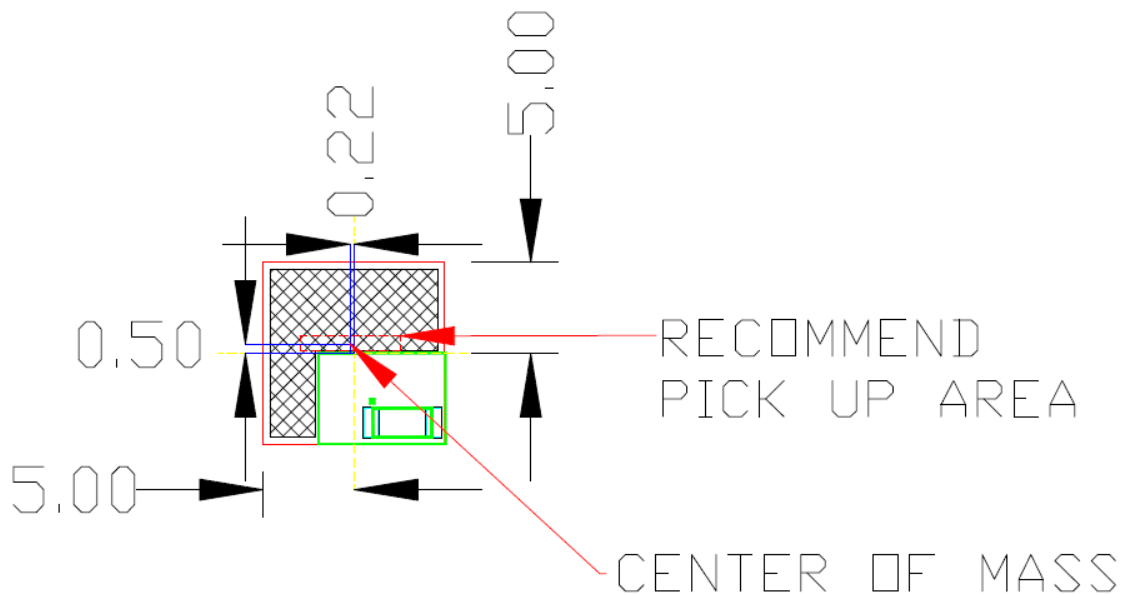 5.00
0.22
0.50
RECOMMEND
PICK UP AREA
5.00
CENTER OF MASS